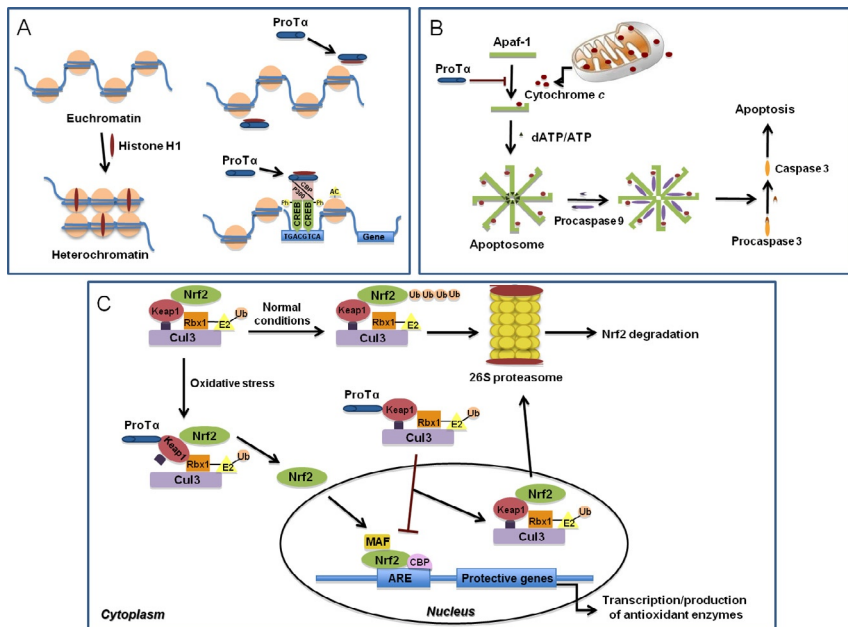 A
ProTα
Euchromatin
Histone H1
Heterochromatin
ProTα
CBP
P300
Ph
Ph
AC
CREB
CREB
TGACGTCA
Gene
B
Apaf-1
ProTα
Cytochrome c
dATP/ATP
Apoptosome
Procaspase 9
Apoptosis
Caspase 3
Procaspase 3
C
Nrf2
Keap1
Rbx1
E2
Ub
Cul3
Normal
conditions
Nrf2
Ub Ub Ub Ub
Keap1
Rbx1
E2
Cul3
26S proteasome
Nrf2 degradation
Oxidative stress
ProTα
Nrf2
Keap1
Rbx1
E2
Ub
Cul3
Nrf2
ProTα
Keap1
Rbx1
E2
Ub
Cul3
Nrf2
Keap1
Rbx1
E2
Ub
Cul3
MAF
Nrf2
CBP
ARE
Protective genes
Cytoplasm
Nucleus
Transcription/production
of antioxidant enzymes